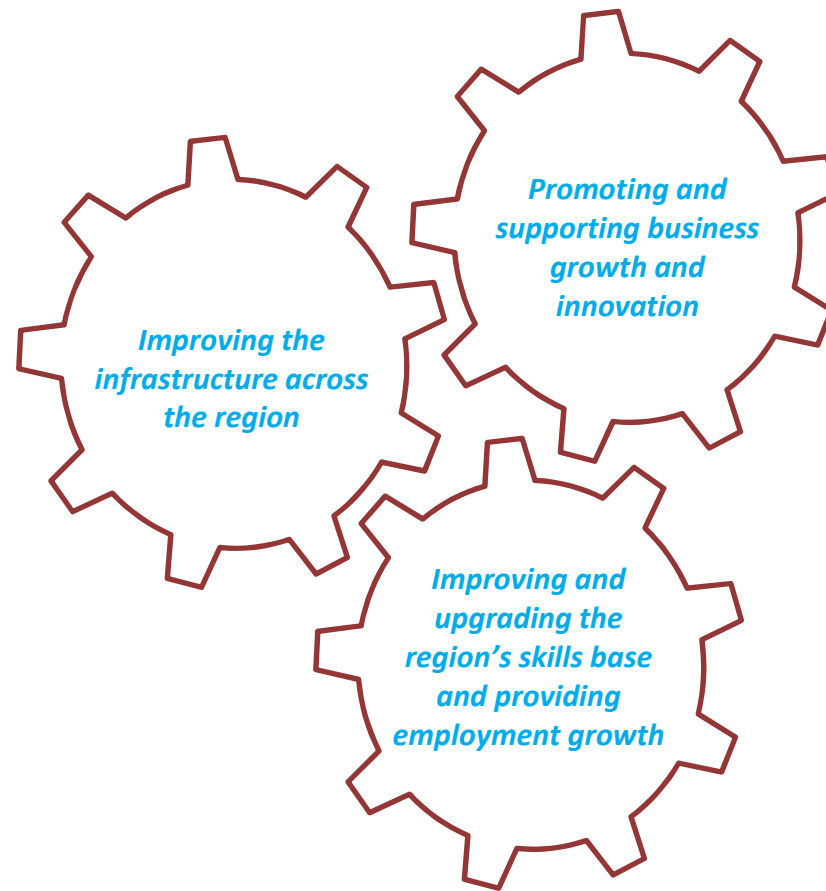 Promoting and
supporting business
growth and
innovation
Improving the
infrastructure across
the region
Improving and
upgrading the
region’s skills base
and providing
employment growth